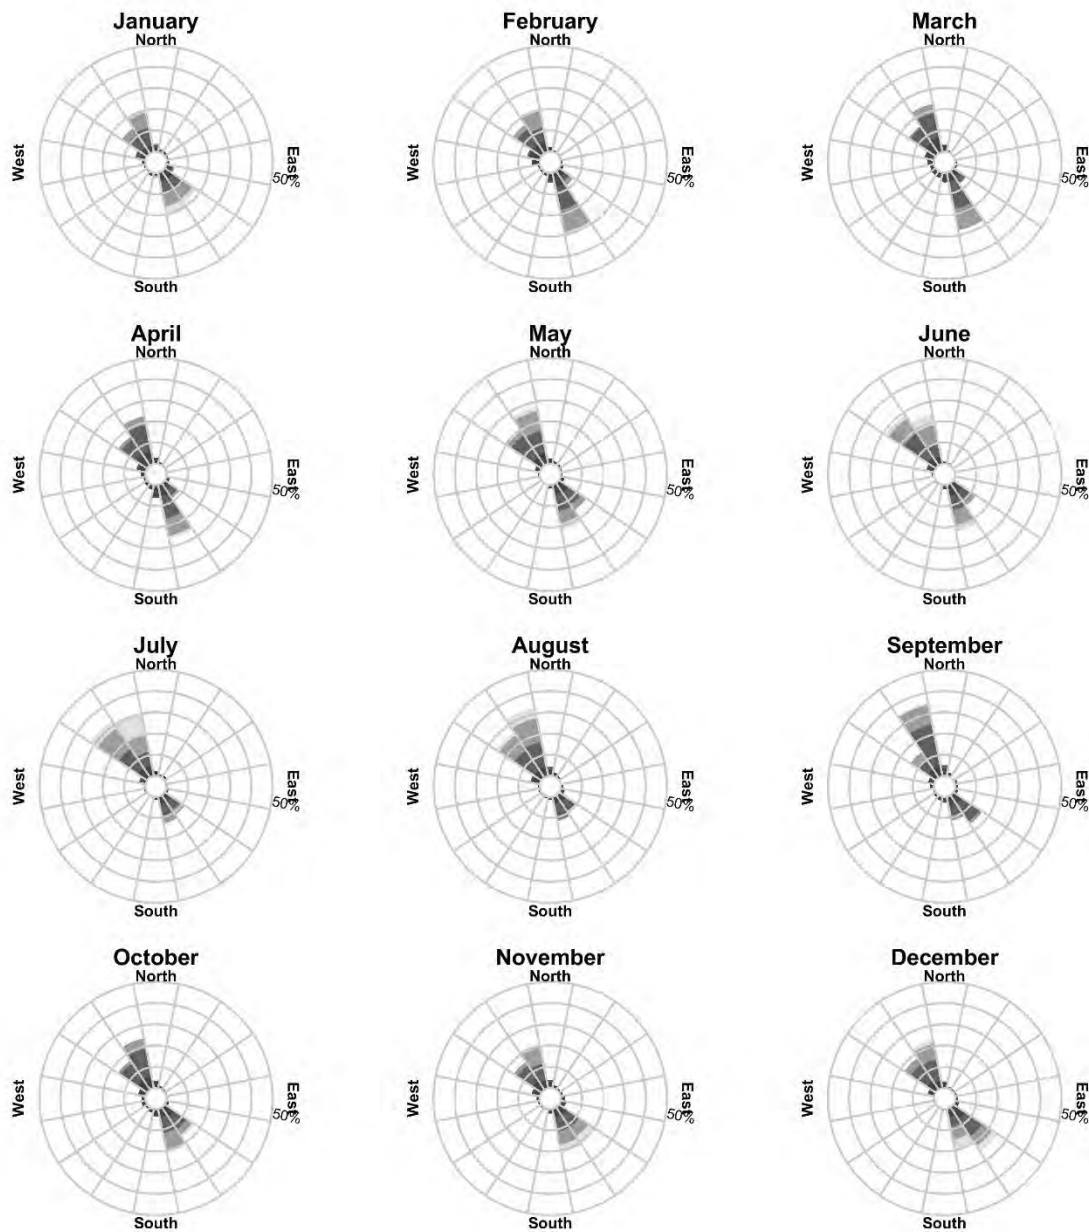 January
North
West
East
50%
South
February
North
West
East
50%
South
March
North
West
East
50%
South
April
North
West
East
50%
South
May
North
West
East
50%
South
June
North
West
East
50%
South
July
North
West
East
50%
South
August
North
West
East
50%
South
September
North
West
East
50%
South
October
North
West
East
50%
South
November
North
West
East
50%
South
December
North
West
East
50%
South